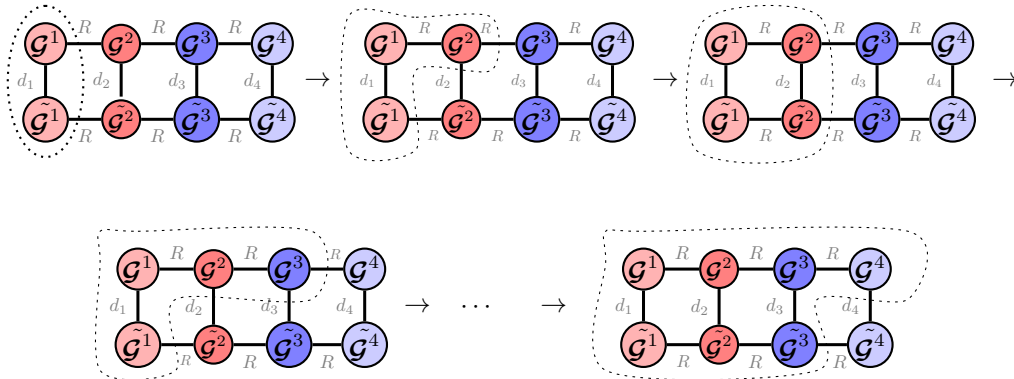 R R R
𝓖¹ 𝓖² 𝓖³ 𝓖⁴
d₁ d₂ d₃ d₄
𝓖̃¹ 𝓖̃² 𝓖̃³ 𝓖̃⁴
R R R
→
R R R
𝓖¹ 𝓖² 𝓖³ 𝓖⁴
d₁ d₂ d₃ d₄
𝓖̃¹ 𝓖̃² 𝓖̃³ 𝓖̃⁴
R R R
→
R R R
𝓖¹ 𝓖² 𝓖³ 𝓖⁴
d₁ d₂ d₃ d₄
𝓖̃¹ 𝓖̃² 𝓖̃³ 𝓖̃⁴
R R R
→
R R R
𝓖¹ 𝓖² 𝓖³ 𝓖⁴
d₁ d₂ d₃ d₄
𝓖̃¹ 𝓖̃² 𝓖̃³ 𝓖̃⁴
R R R
→ ⋯ →
R R R
𝓖¹ 𝓖² 𝓖³ 𝓖⁴
d₁ d₂ d₃ d₄
𝓖̃¹ 𝓖̃² 𝓖̃³ 𝓖̃⁴
R R R